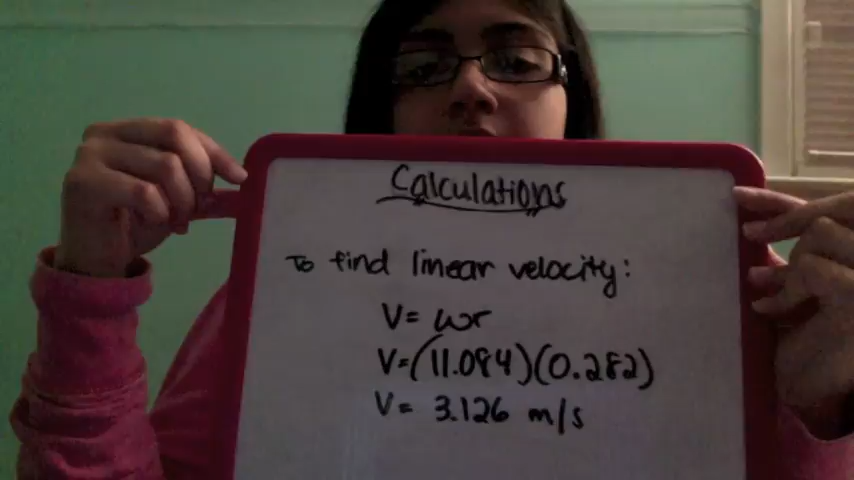 Calculations
To find linear velocity:
V= ωr
V=(11.084)(0.282)
V= 3.126 m/s